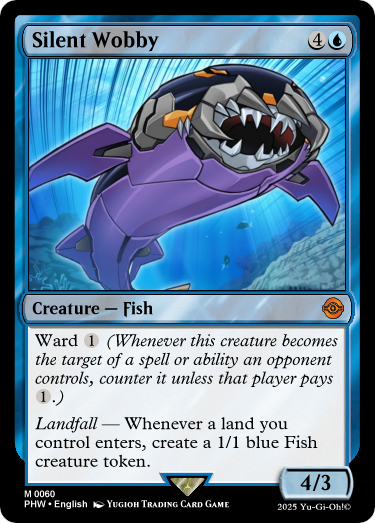 Silent Wobby 4
Creature — Fish
Ward 1 (Whenever this creature becomes
the target of a spell or ability an opponent
controls, counter it unless that player pays
1.)
Landfall — Whenever a land you
control enters, create a 1/1 blue Fish
creature token.
4/3
M 0060
PHW • English YUGIOH TRADING CARD GAME
2025 Yu-Gi-Oh!©